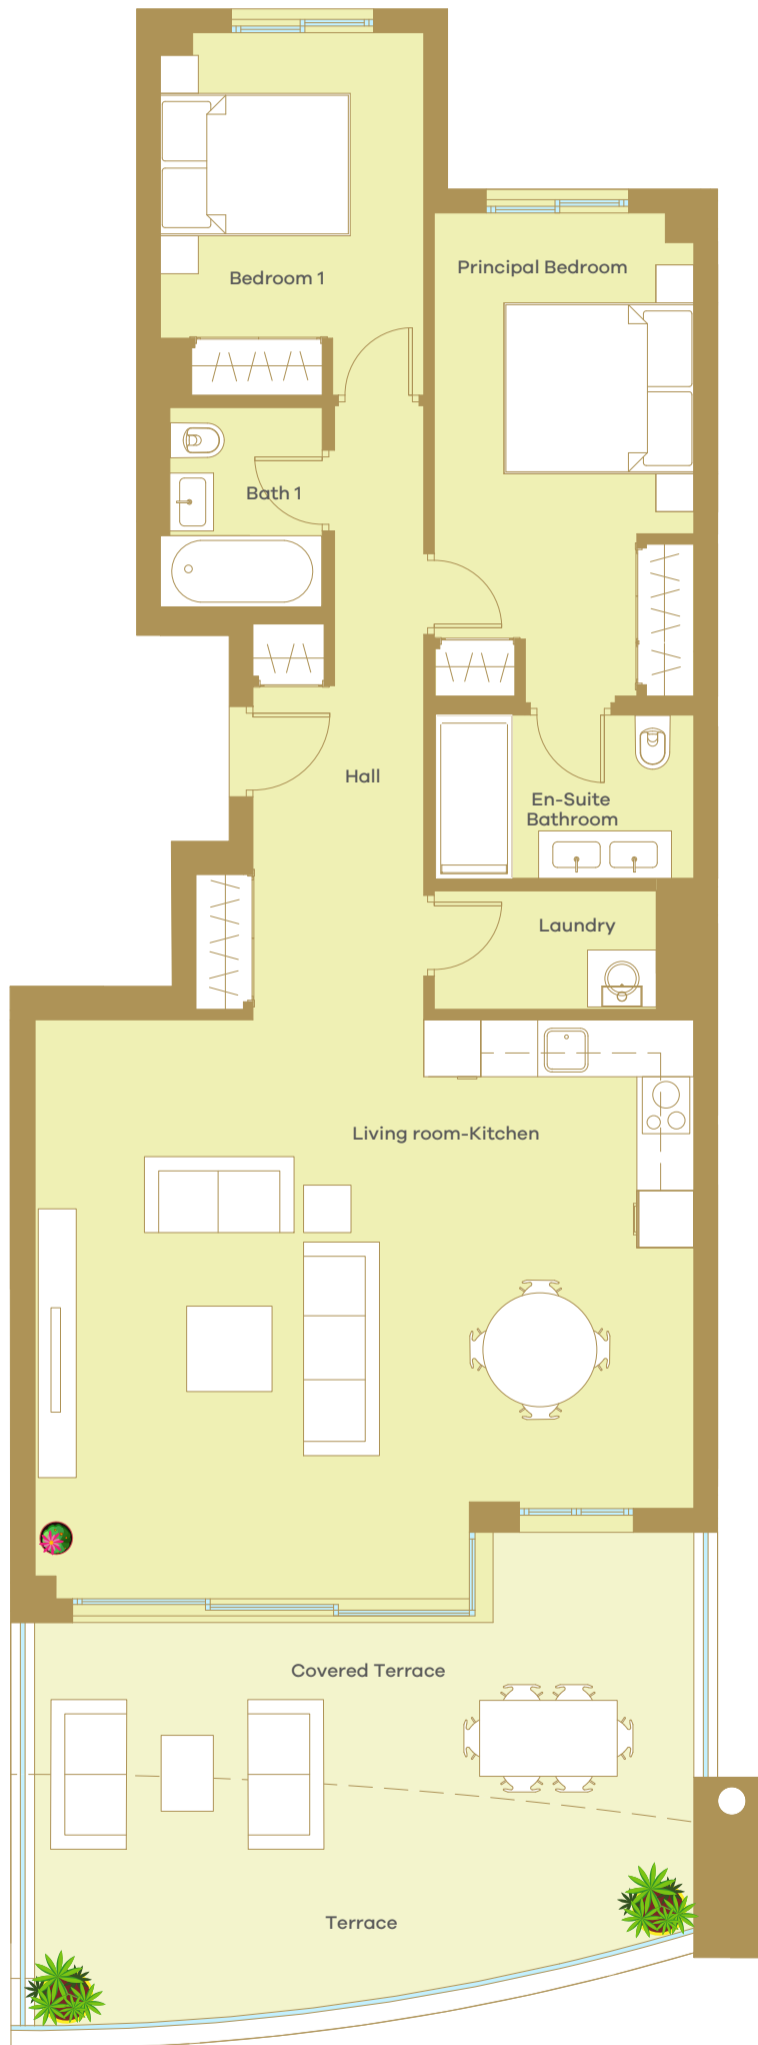 Principal Bedroom
Bedroom 1
Bath 1
Hall
En-Suite
Bathroom
Laundry
Living room-Kitchen
Covered Terrace
Terrace